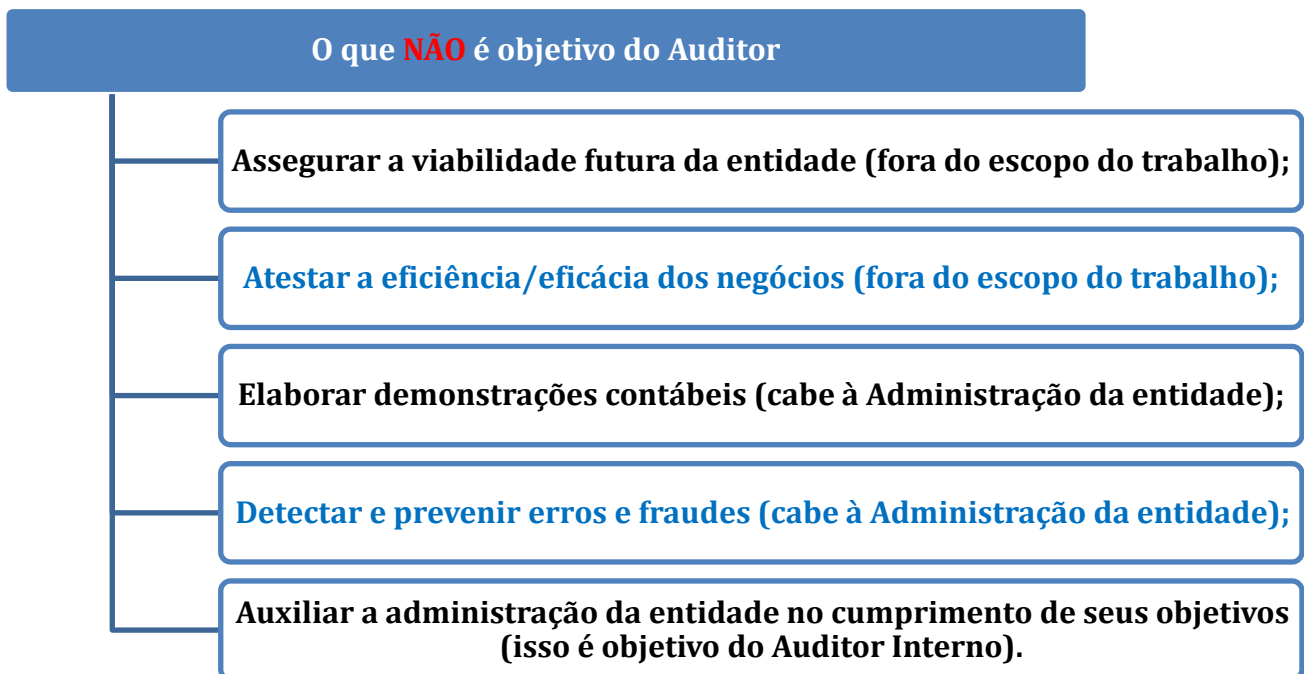 O que NÃO é objetivo do Auditor
Assegurar a viabilidade futura da entidade (fora do escopo do trabalho);
Atestar a eficiência/eficácia dos negócios (fora do escopo do trabalho);
Elaborar demonstrações contábeis (cabe à Administração da entidade);
Detectar e prevenir erros e fraudes (cabe à Administração da entidade);
Auxiliar a administração da entidade no cumprimento de seus objetivos
(isso é objetivo do Auditor Interno).